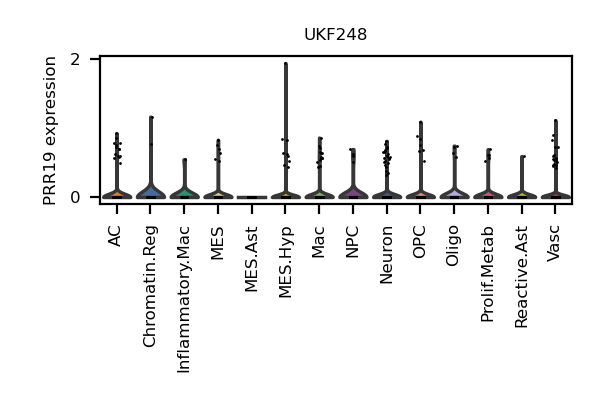 UKF248
PRR19 expression
2
0
AC
Chromatin.Reg
Inflammatory.Mac
MES
MES.Ast
MES.Hyp
Mac
NPC
Neuron
OPC
Oligo
Prolif.Metab
Reactive.Ast
Vasc